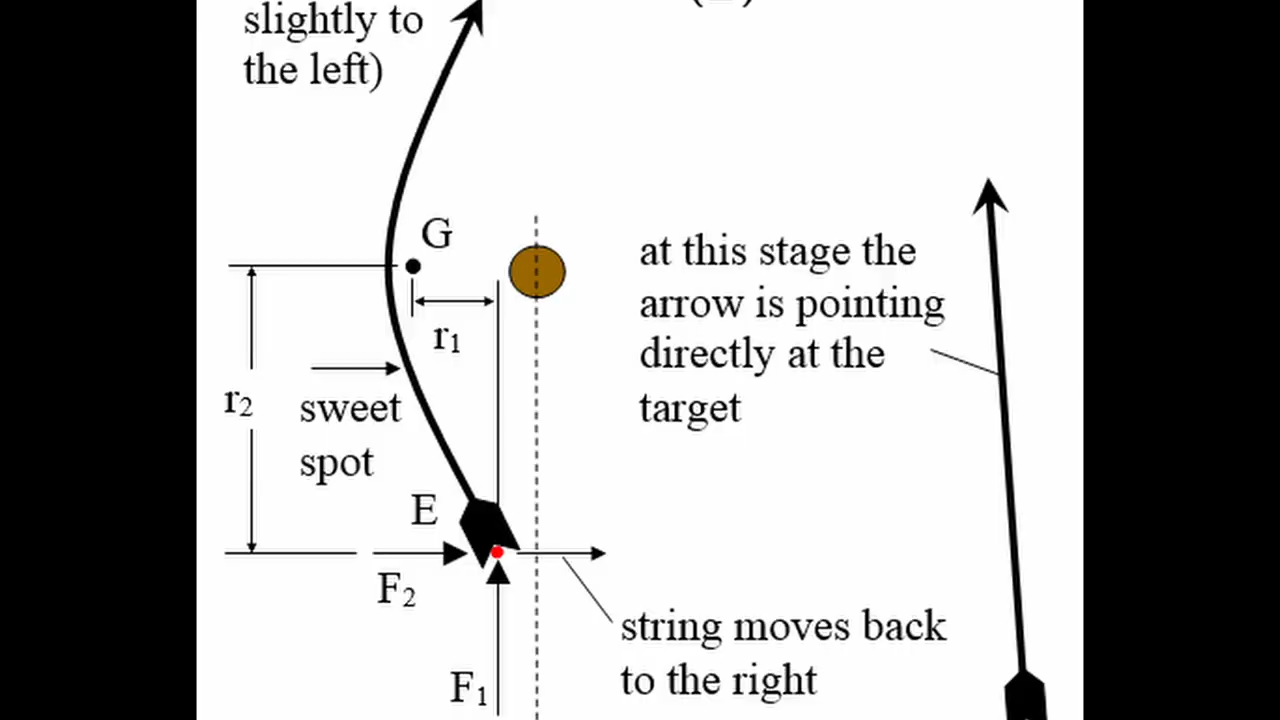 slightly to
the left)
G
at this stage the
arrow is pointing
directly at the
target
r1
r2
sweet
spot
E
F2
string moves back
to the right
F1